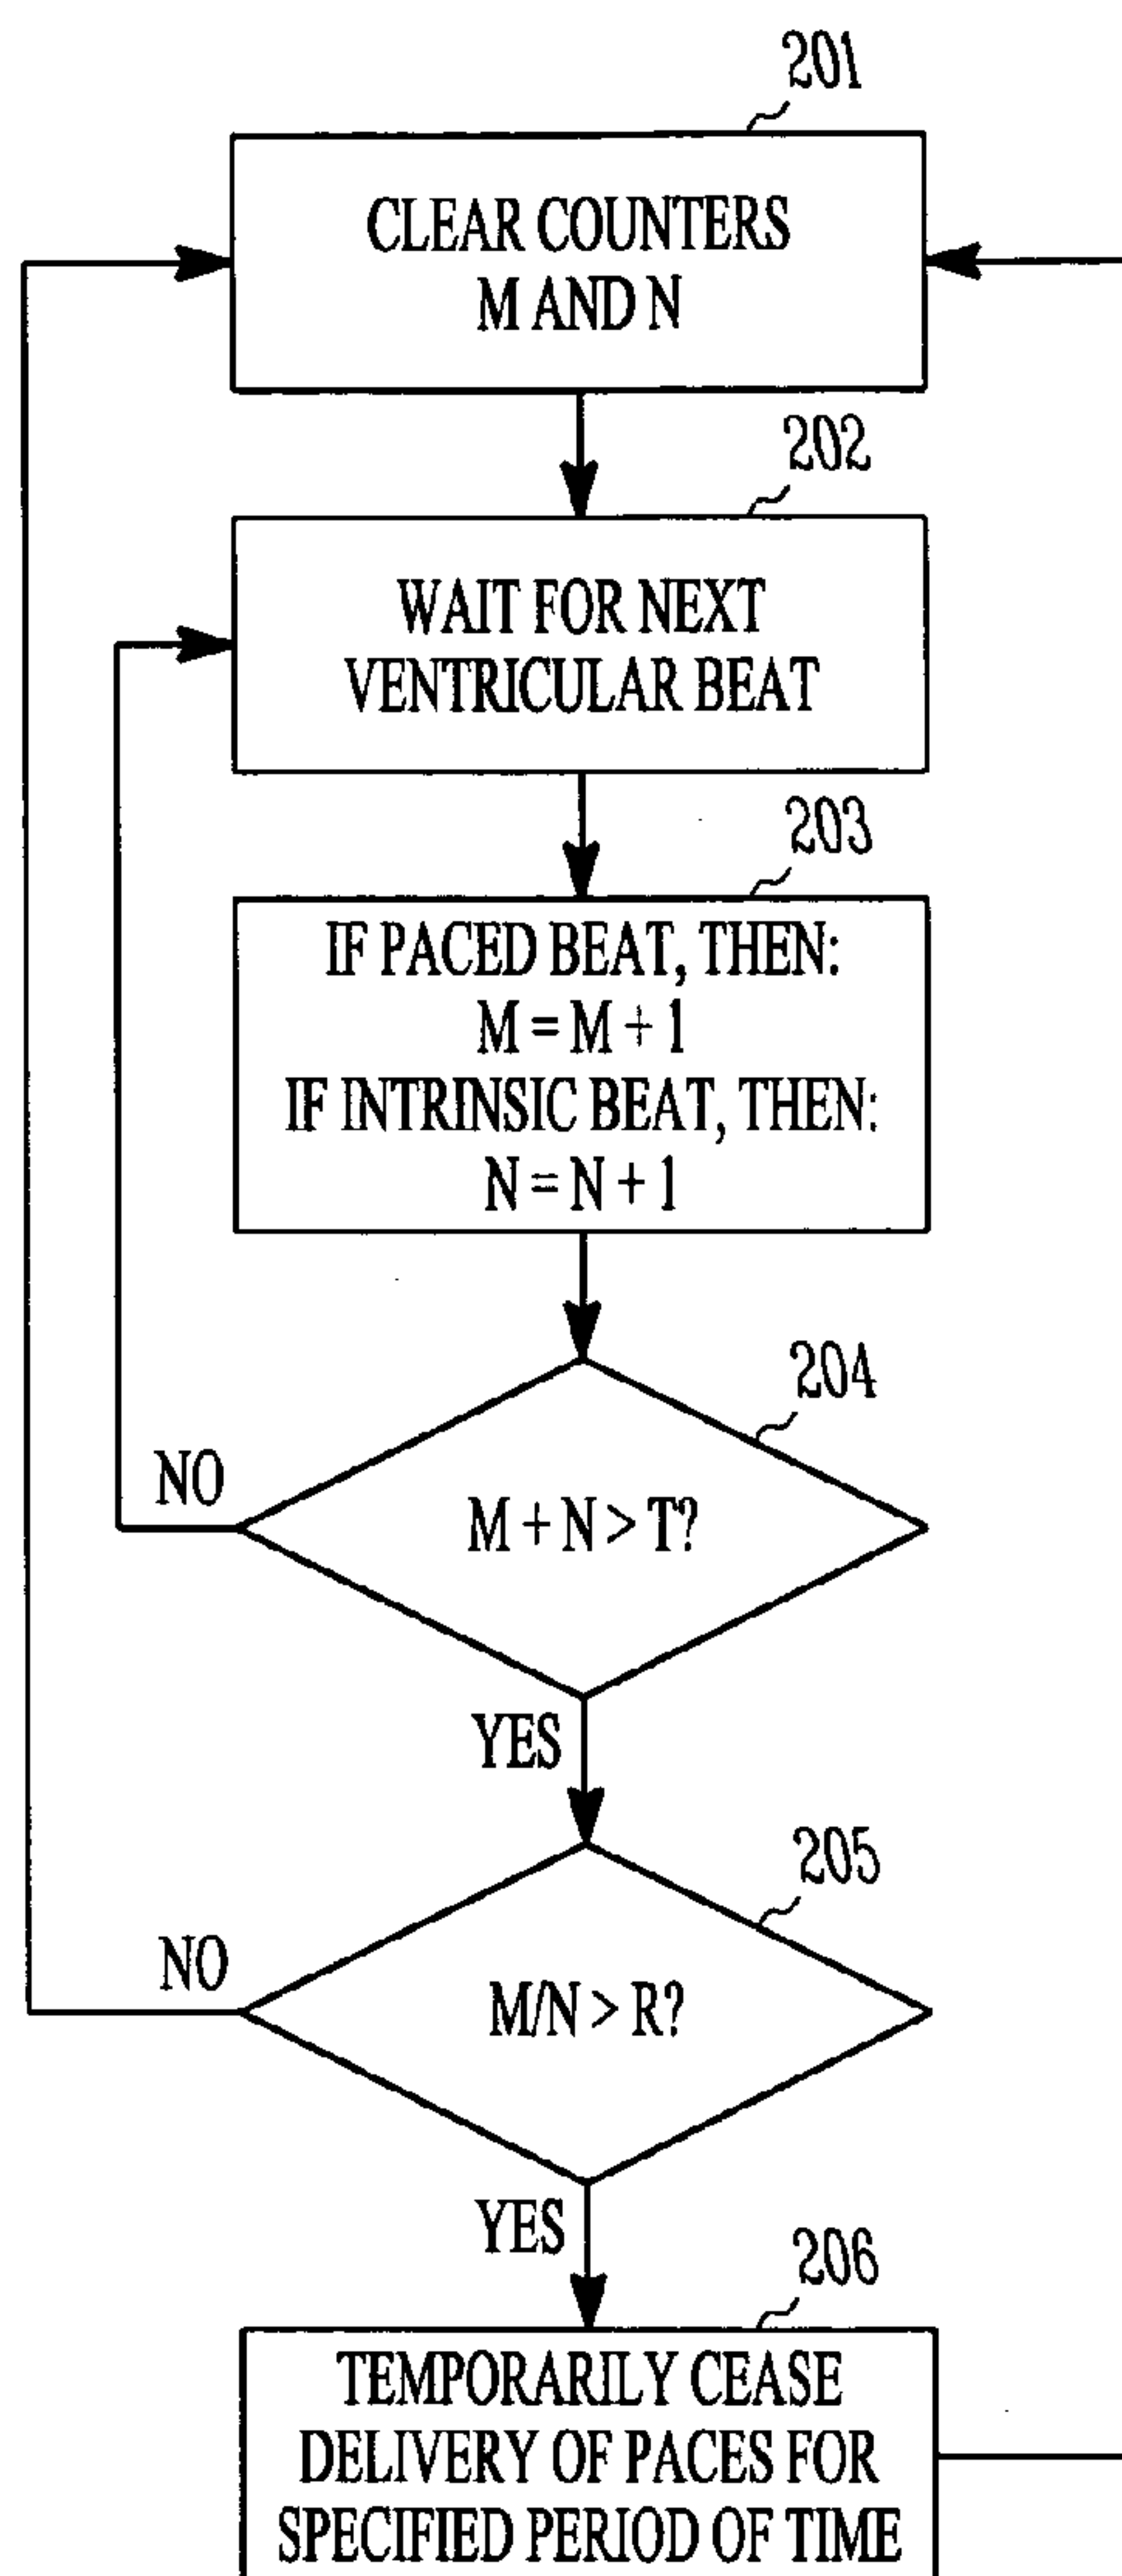 201
CLEAR COUNTERS
M AND N
202
WAIT FOR NEXT
VENTRICULAR BEAT
203
IF PACED BEAT, THEN:
M = M + 1
IF INTRINSIC BEAT, THEN:
N = N + 1
204
NO
M + N > T?
YES
205
NO
M/N > R?
YES
206
TEMPORARILY CEASE
DELIVERY OF PACES FOR
SPECIFIED PERIOD OF TIME